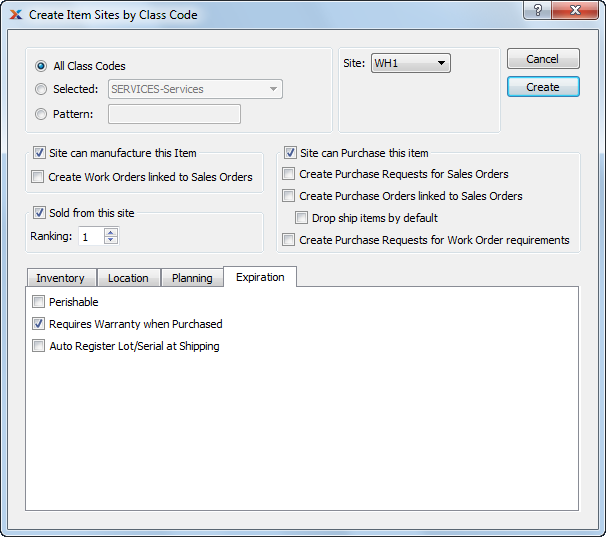 Create Item Sites by Class Code
?
All Class Codes
Selected: SERVICES-Services
Pattern:
Site: WH1
Cancel
Create
Site can manufacture this Item
Create Work Orders linked to Sales Orders
Sold from this site
Ranking: 1
Site can Purchase this item
Create Purchase Requests for Sales Orders
Create Purchase Orders linked to Sales Orders
Drop ship items by default
Create Purchase Requests for Work Order requirements
Inventory Location Planning Expiration
Perishable
Requires Warranty when Purchased
Auto Register Lot/Serial at Shipping